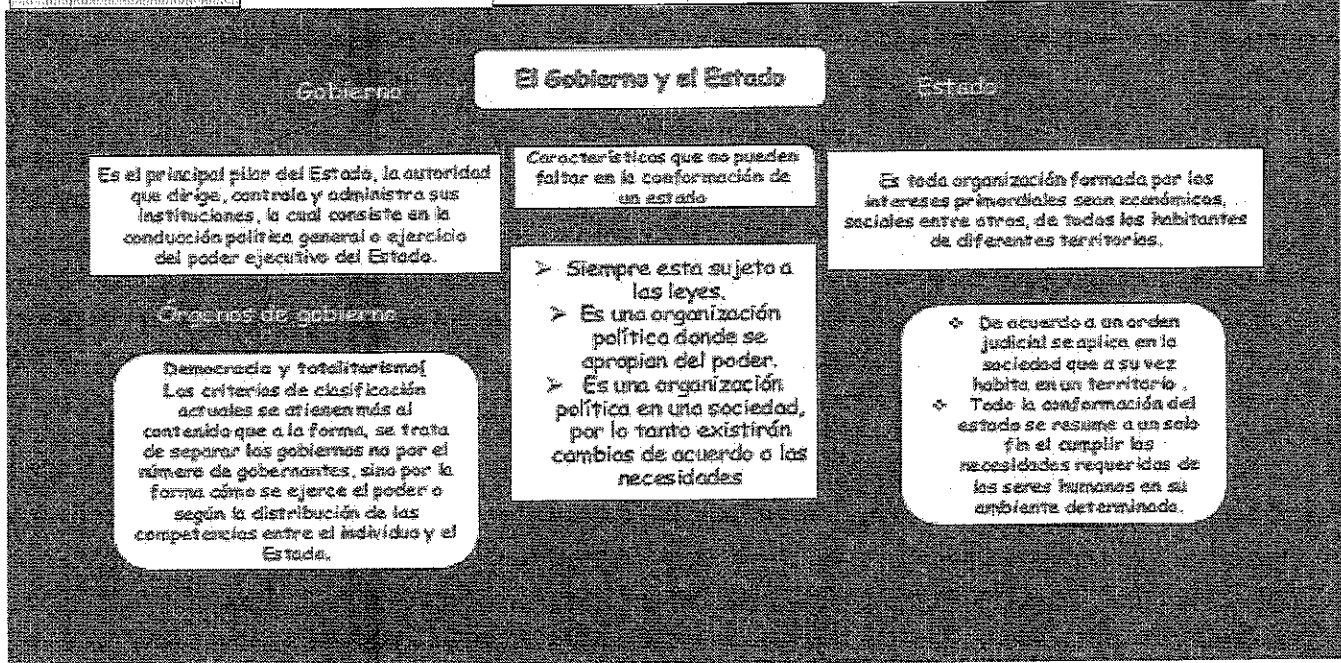 El Gobierno y el Estado
Gobierno
Es el principal pilar del Estado, la autoridad
que dirige, controla y administra sus
instituciones, la cual consiste en la
conducción política general o ejercicio
del poder ejecutivo del Estado.
Órganos de gobierno
Democracia y totalitarismo[
Los criterios de clasificación
actuales se atienen más al
contenido que a la forma, se trata
de separar los gobiernos no por el
número de gobernantes, sino por la
forma cómo se ejerce el poder o
según la distribución de las
competencias entre el individuo y el
Estado.
Características que no pueden
faltar en la conformación de
un estado
➢ Siempre esta sujeto a
las leyes.
➢ Es una organización
política donde se
apropian del poder.
➢ Es una organización
política en una sociedad,
por lo tanto existirán
cambios de acuerdo a las
necesidades
Estado
Es toda organización formada por los
intereses primordiales sean económicos,
sociales entre otros, de todos los habitantes
de diferentes territorios.
❖ De acuerdo a un orden
judicial se aplica en la
sociedad que a su vez
habita en un territorio .
❖ Toda la conformación del
estado se resume a un solo
fin el cumplir las
necesidades requeridas de
los seres humanos en su
ambiente determinado.